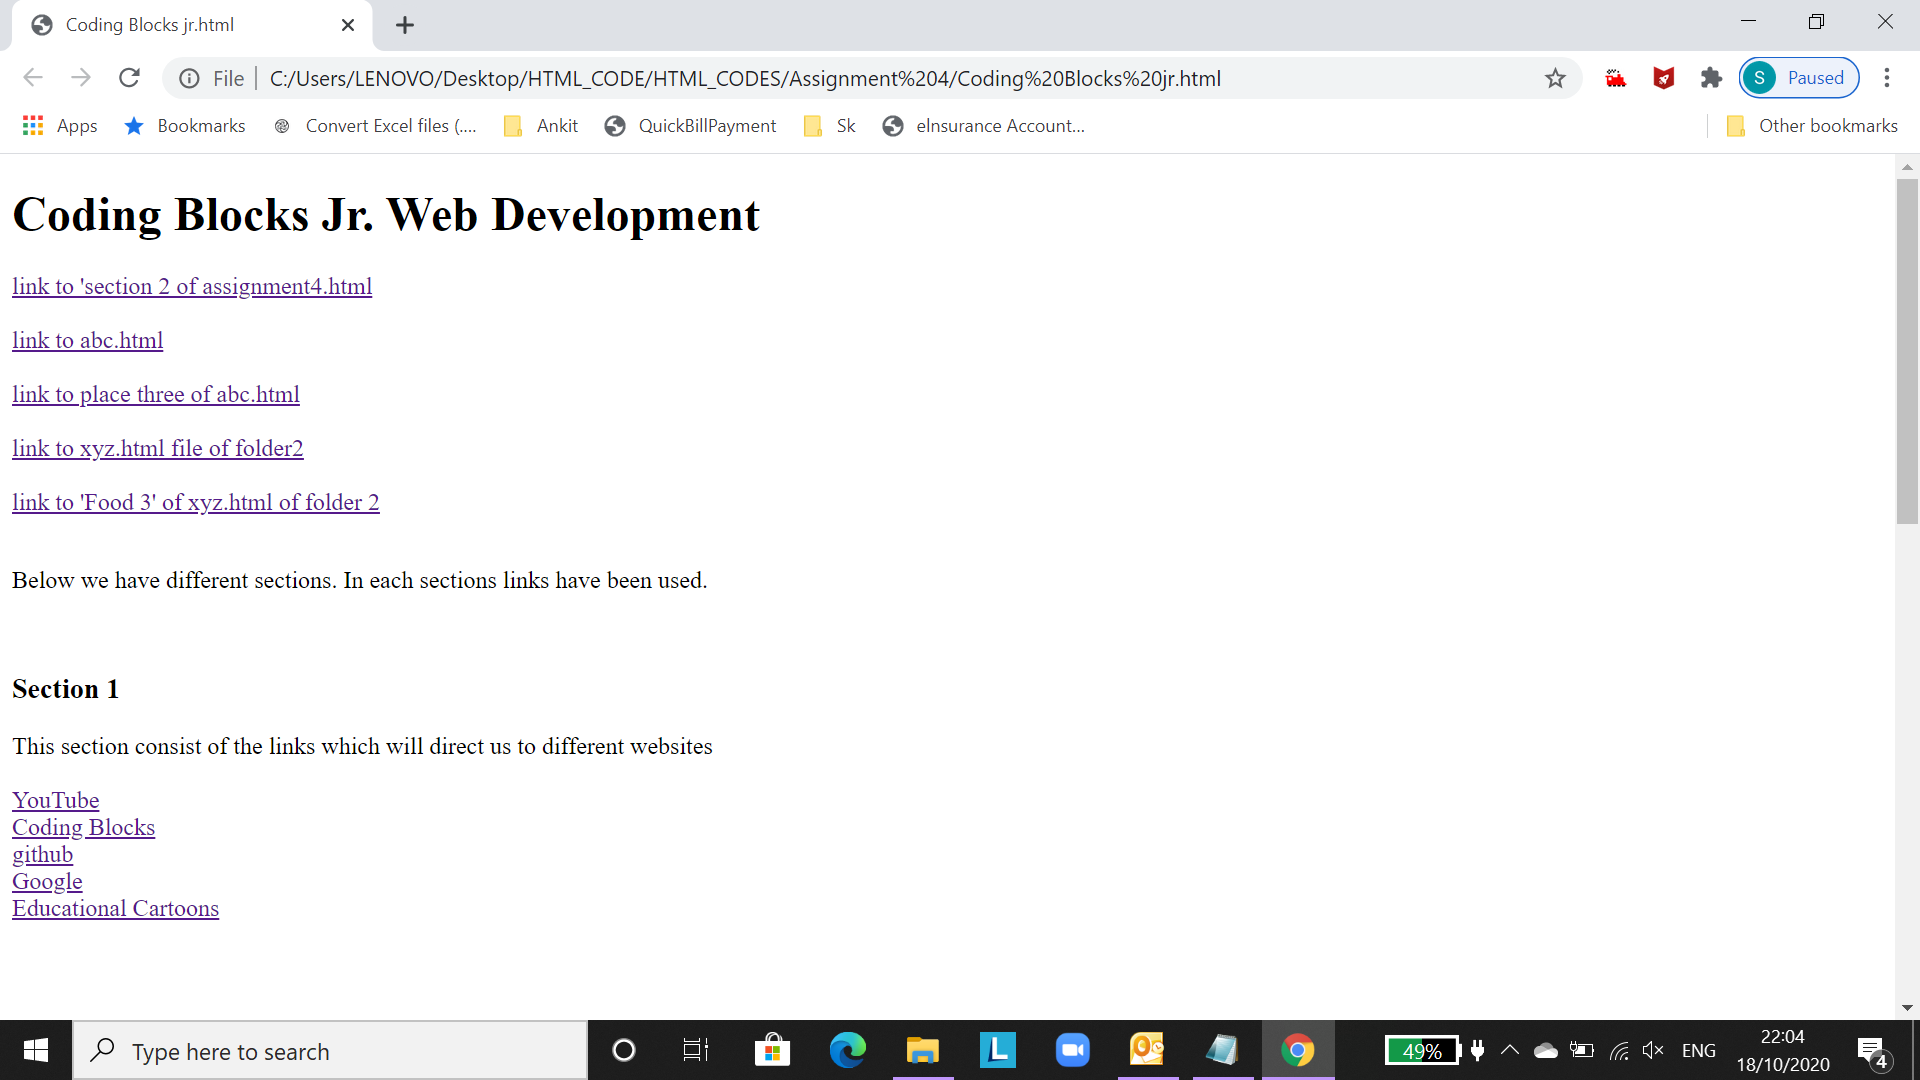 Coding Blocks jr.html
File
C:/Users/LENOVO/Desktop/HTML_CODE/HTML_CODES/Assignment%204/Coding%20Blocks%20jr.html
S Paused
Apps Bookmarks Convert Excel files (.... Ankit QuickBillPayment Sk eInsurance Account... Other bookmarks
Coding Blocks Jr. Web Development
link to 'section 2 of assignment4.html
link to abc.html
link to place three of abc.html
link to xyz.html file of folder2
link to 'Food 3' of xyz.html of folder 2
Below we have different sections. In each sections links have been used.
Section 1
This section consist of the links which will direct us to different websites
YouTube
Coding Blocks
github
Google
Educational Cartoons
Type here to search
L
49%
ENG
22:04
18/10/2020
4